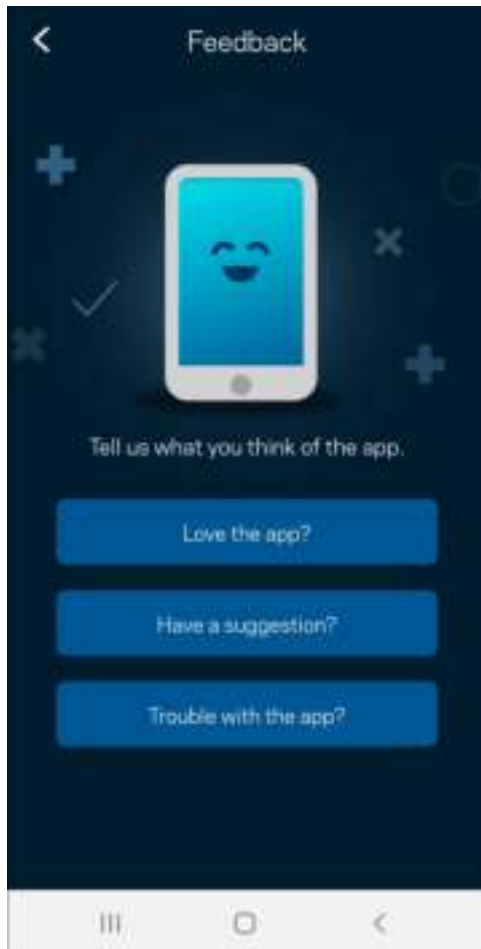 Feedback
Tell us what you think of the app.
Love the app?
Have a suggestion?
Trouble with the app?